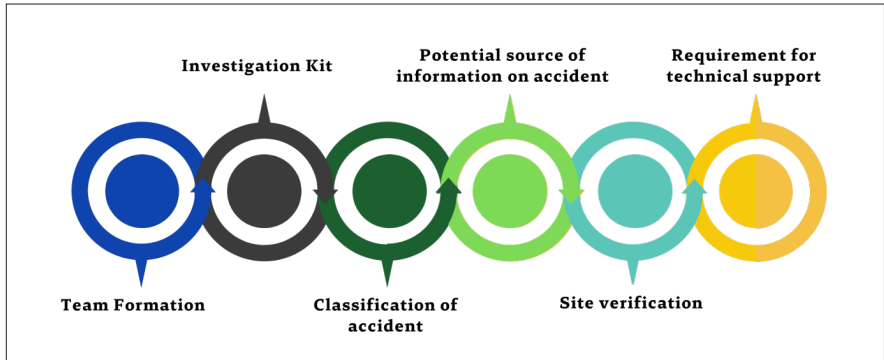 Team Formation
Investigation Kit
Classification of
accident
Potential source of
information on accident
Site verification
Requirement for
technical support